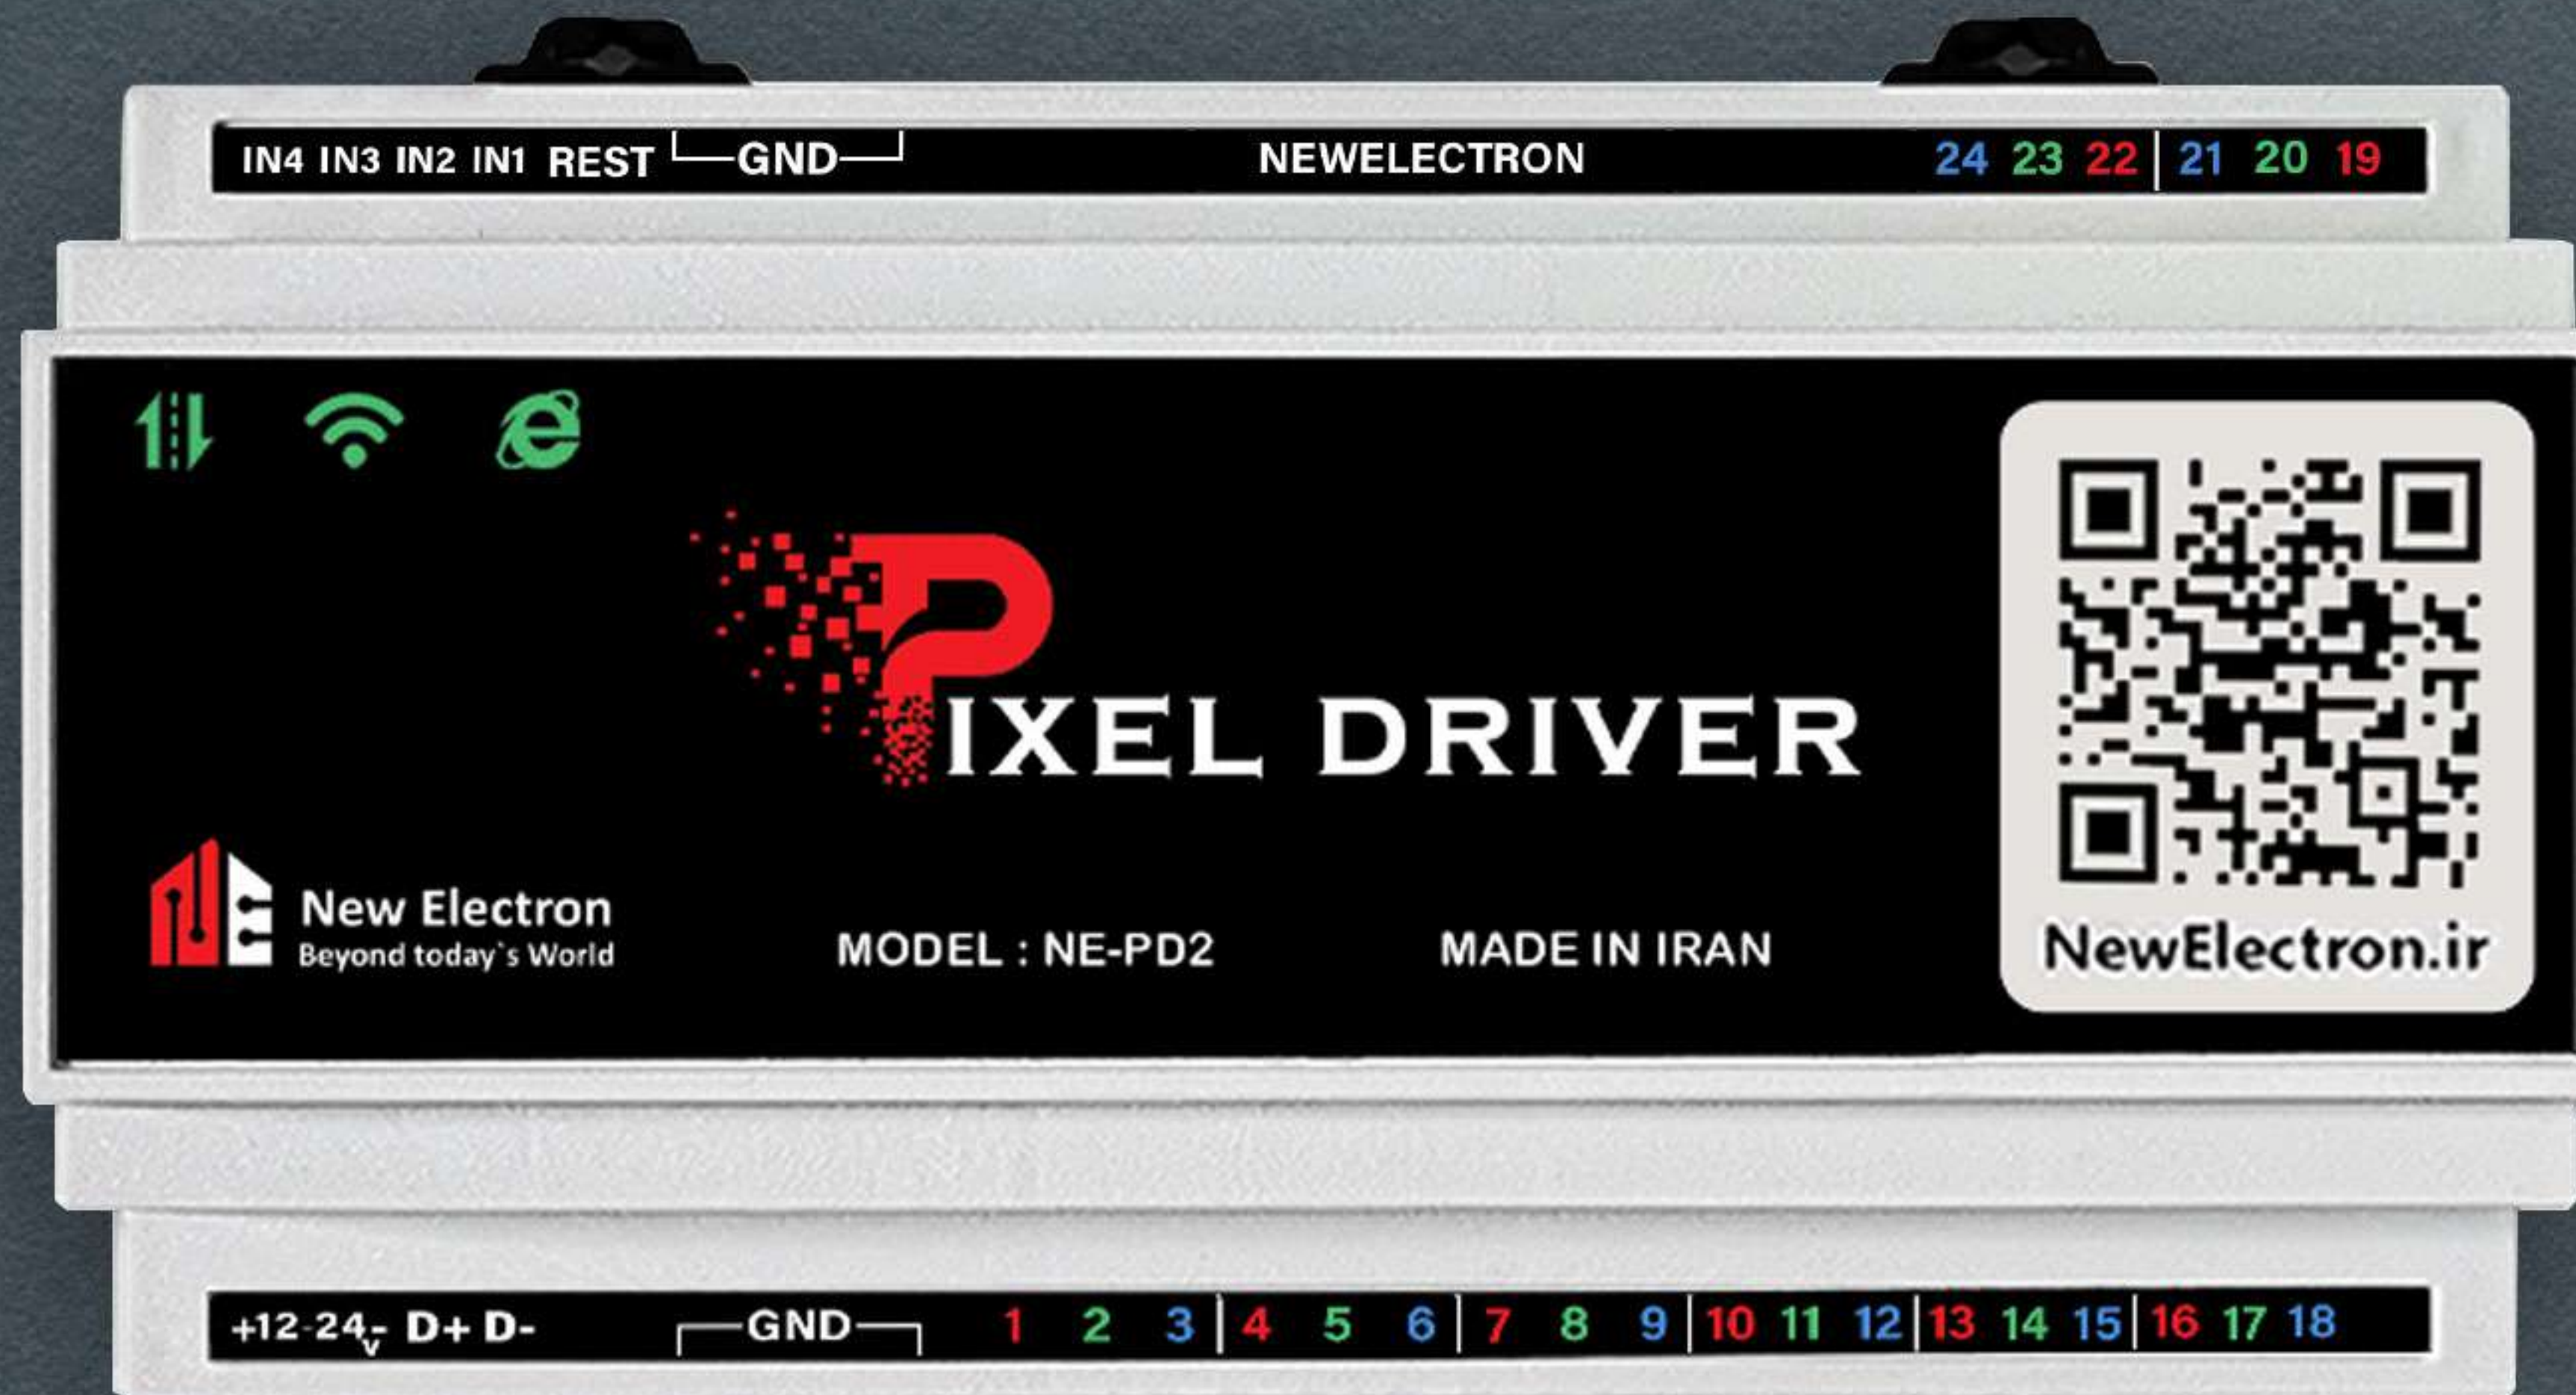 IN4 IN3 IN2 IN1 REST GND NEWELECTRON 24 23 22 | 21 20 19
PIXEL DRIVER
New Electron
Beyond today`s World
MODEL : NE-PD2
MADE IN IRAN
NewElectron.ir
+12-24v- D+ D- GND 1 2 3 | 4 5 6 | 7 8 9 | 10 11 12 | 13 14 15 | 16 17 18